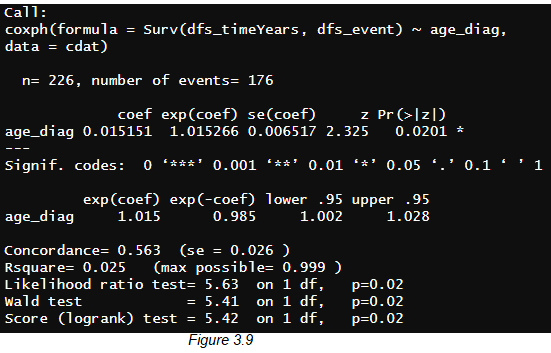 Call:
coxph(formula = Surv(dfs_timeYears, dfs_event) ~ age_diag,
data = cdat)
n= 226, number of events= 176
coef exp(coef) se(coef) z Pr(>|z|)
age_diag 0.015151 1.015266 0.006517 2.325 0.0201 *
---
Signif. codes: 0 ‘***’ 0.001 ‘**’ 0.01 ‘*’ 0.05 ‘.’ 0.1 ‘ ’ 1
exp(coef) exp(-coef) lower .95 upper .95
age_diag 1.015 0.985 1.002 1.028
Concordance= 0.563 (se = 0.026 )
Rsquare= 0.025 (max possible= 0.999 )
Likelihood ratio test= 5.63 on 1 df, p=0.02
Wald test = 5.41 on 1 df, p=0.02
Score (logrank) test = 5.42 on 1 df, p=0.02
Figure 3.9